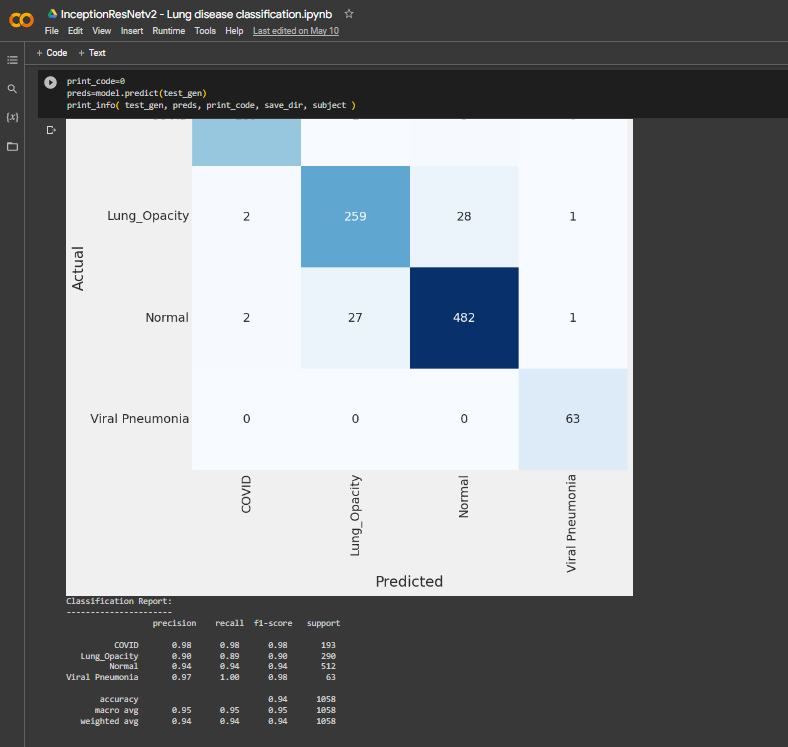 InceptionResNetv2 - Lung disease classification.ipynb
File Edit View Insert Runtime Tools Help Last edited on May 10
+ Code + Text
{x}
print_code=0
preds=model.predict(test_gen)
print_info( test_gen, preds, print_code, save_dir, subject )
Actual
Lung_Opacity 2 259 28 1
Normal 2 27 482 1
Viral Pneumonia 0 0 0 63
COVID Lung_Opacity Normal Viral Pneumonia
Predicted
Classification Report:
----------------------
precision recall f1-score support
COVID 0.98 0.98 0.98 193
Lung_Opacity 0.90 0.89 0.90 290
Normal 0.94 0.94 0.94 512
Viral Pneumonia 0.97 1.00 0.98 63
accuracy 0.94 1058
macro avg 0.95 0.95 0.95 1058
weighted avg 0.94 0.94 0.94 1058